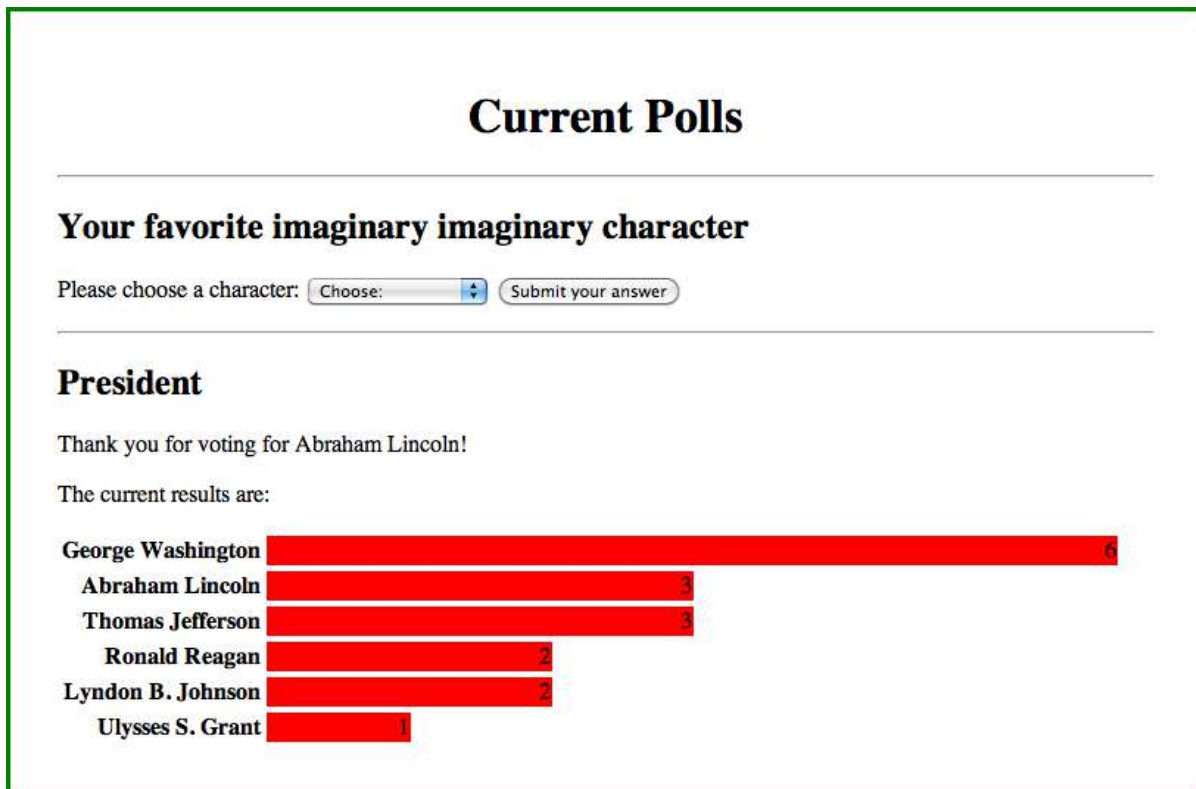 Current Polls
Your favorite imaginary imaginary character
Please choose a character: Choose: Submit your answer
President
Thank you for voting for Abraham Lincoln!
The current results are:
George Washington 6
Abraham Lincoln 3
Thomas Jefferson 3
Ronald Reagan 2
Lyndon B. Johnson 2
Ulysses S. Grant 1